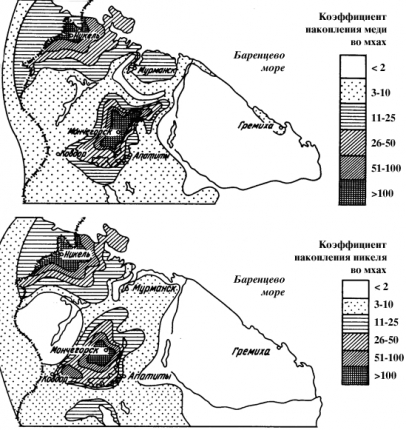 Коэффициент
накопления меди
во мхах
Никель
Баренцево
море
Мурманск
< 2
3-10
11-25
Мончегорск
Гремиха
26-50
Ковдор
Апатиты
51-100
>100
Коэффициент
накопления никеля
во мхах
Никель
Баренцево
море
Мурманск
< 2
3-10
11-25
Мончегорск
Гремиха
26-50
Ковдор
Апатиты
51-100
>100